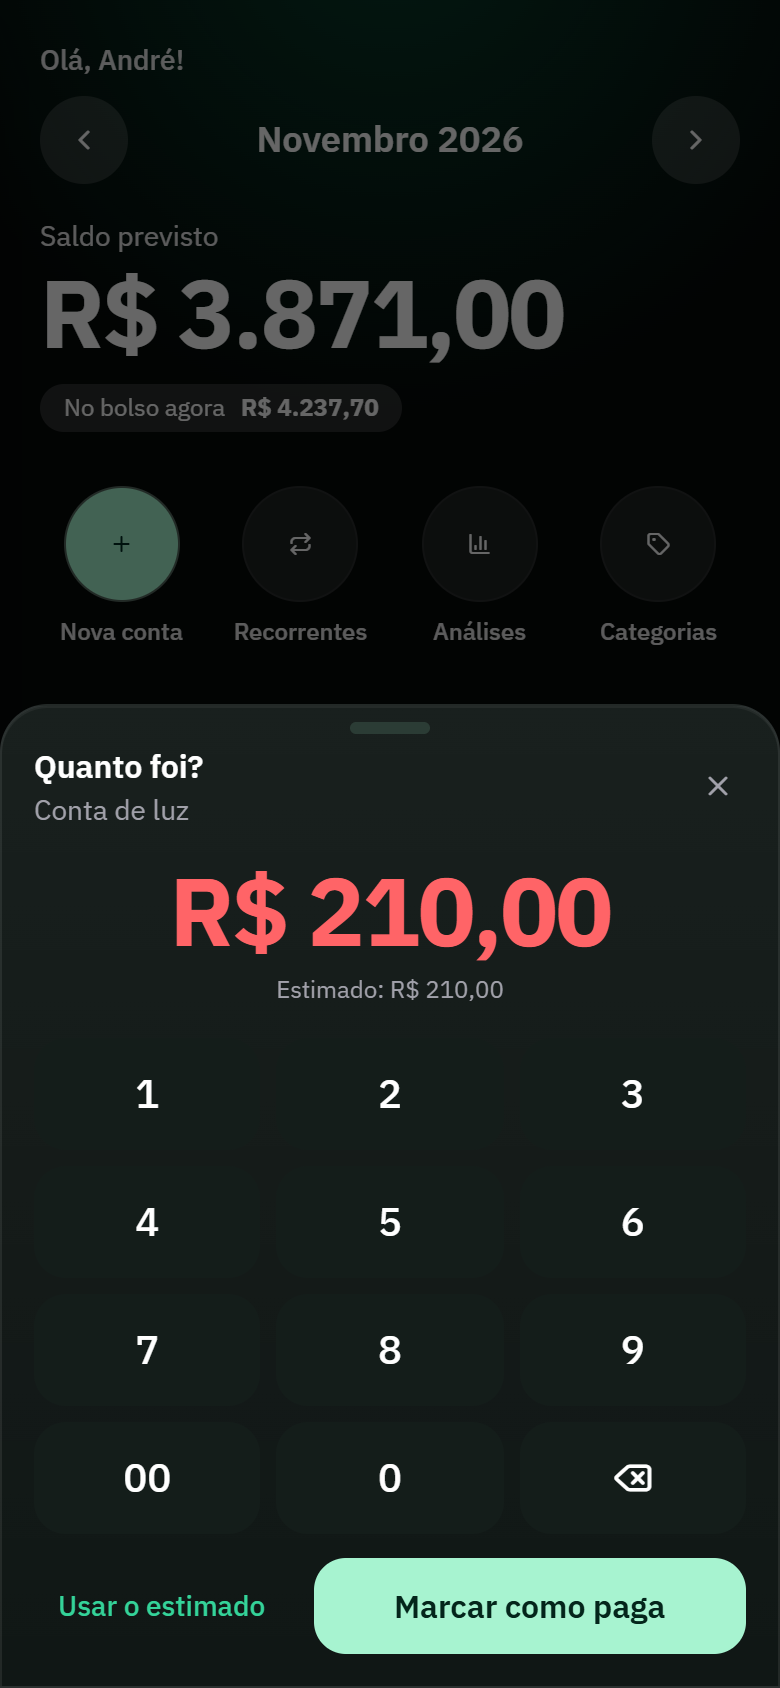 Olá, André!
Novembro 2026
Saldo previsto
R$ 3.871,00
No bolso agora R$ 4.237,70
Nova conta Recorrentes Análises Categorias
Quanto foi?
Conta de luz
R$ 210,00
Estimado: R$ 210,00
1 2 3
4 5 6
7 8 9
00 0
Usar o estimado Marcar como paga